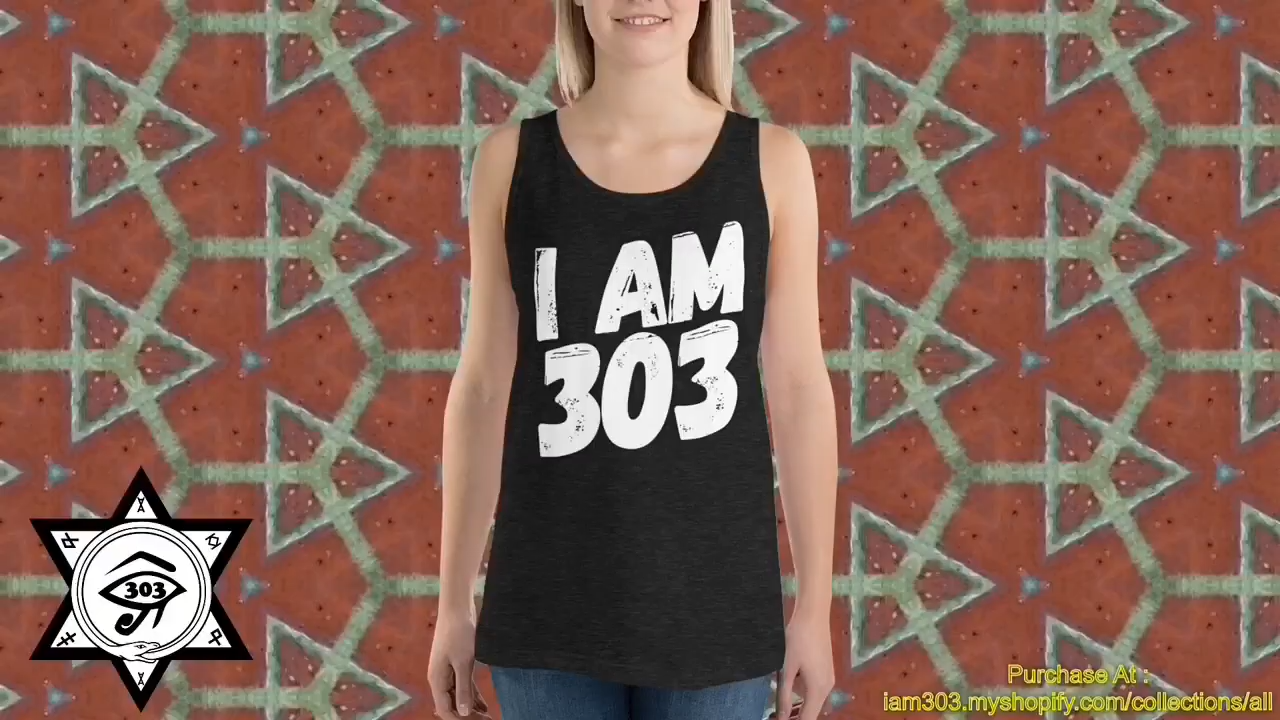 I AM
303
303
Purchase At :
iam303.myshopify.com/collections/all